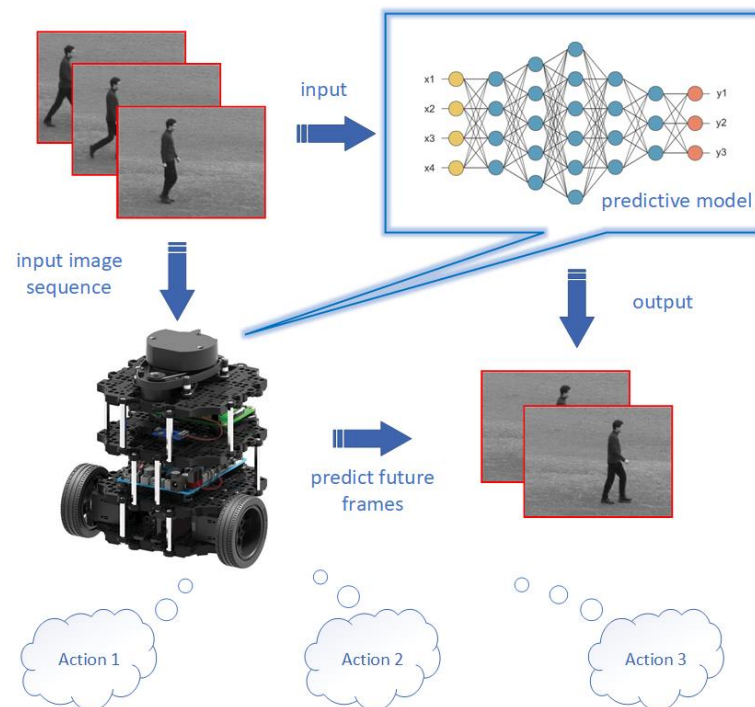 input
x1
x2
x3
x4
y1
y2
y3
predictive model
input image
sequence
output
predict future
frames
Action 1
Action 2
Action 3